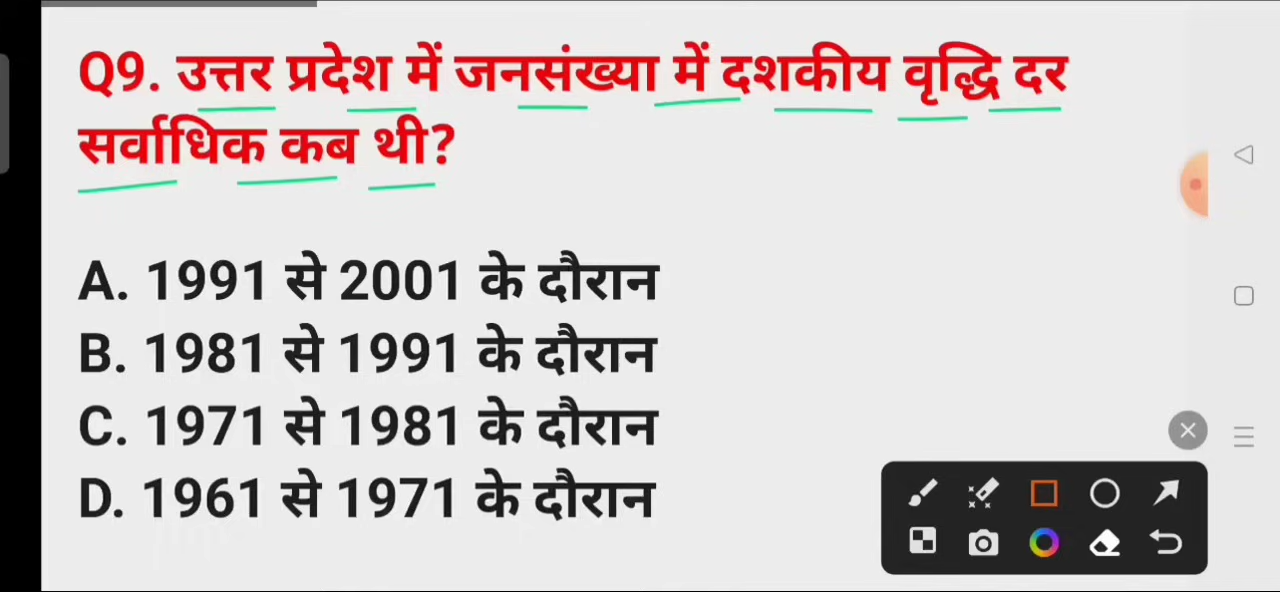 Q9. उत्तर प्रदेश में जनसंख्या में दशकीय वृद्धि दर
सर्वाधिक कब थी?
A. 1991 से 2001 के दौरान
B. 1981 से 1991 के दौरान
C. 1971 से 1981 के दौरान
D. 1961 से 1971 के दौरान